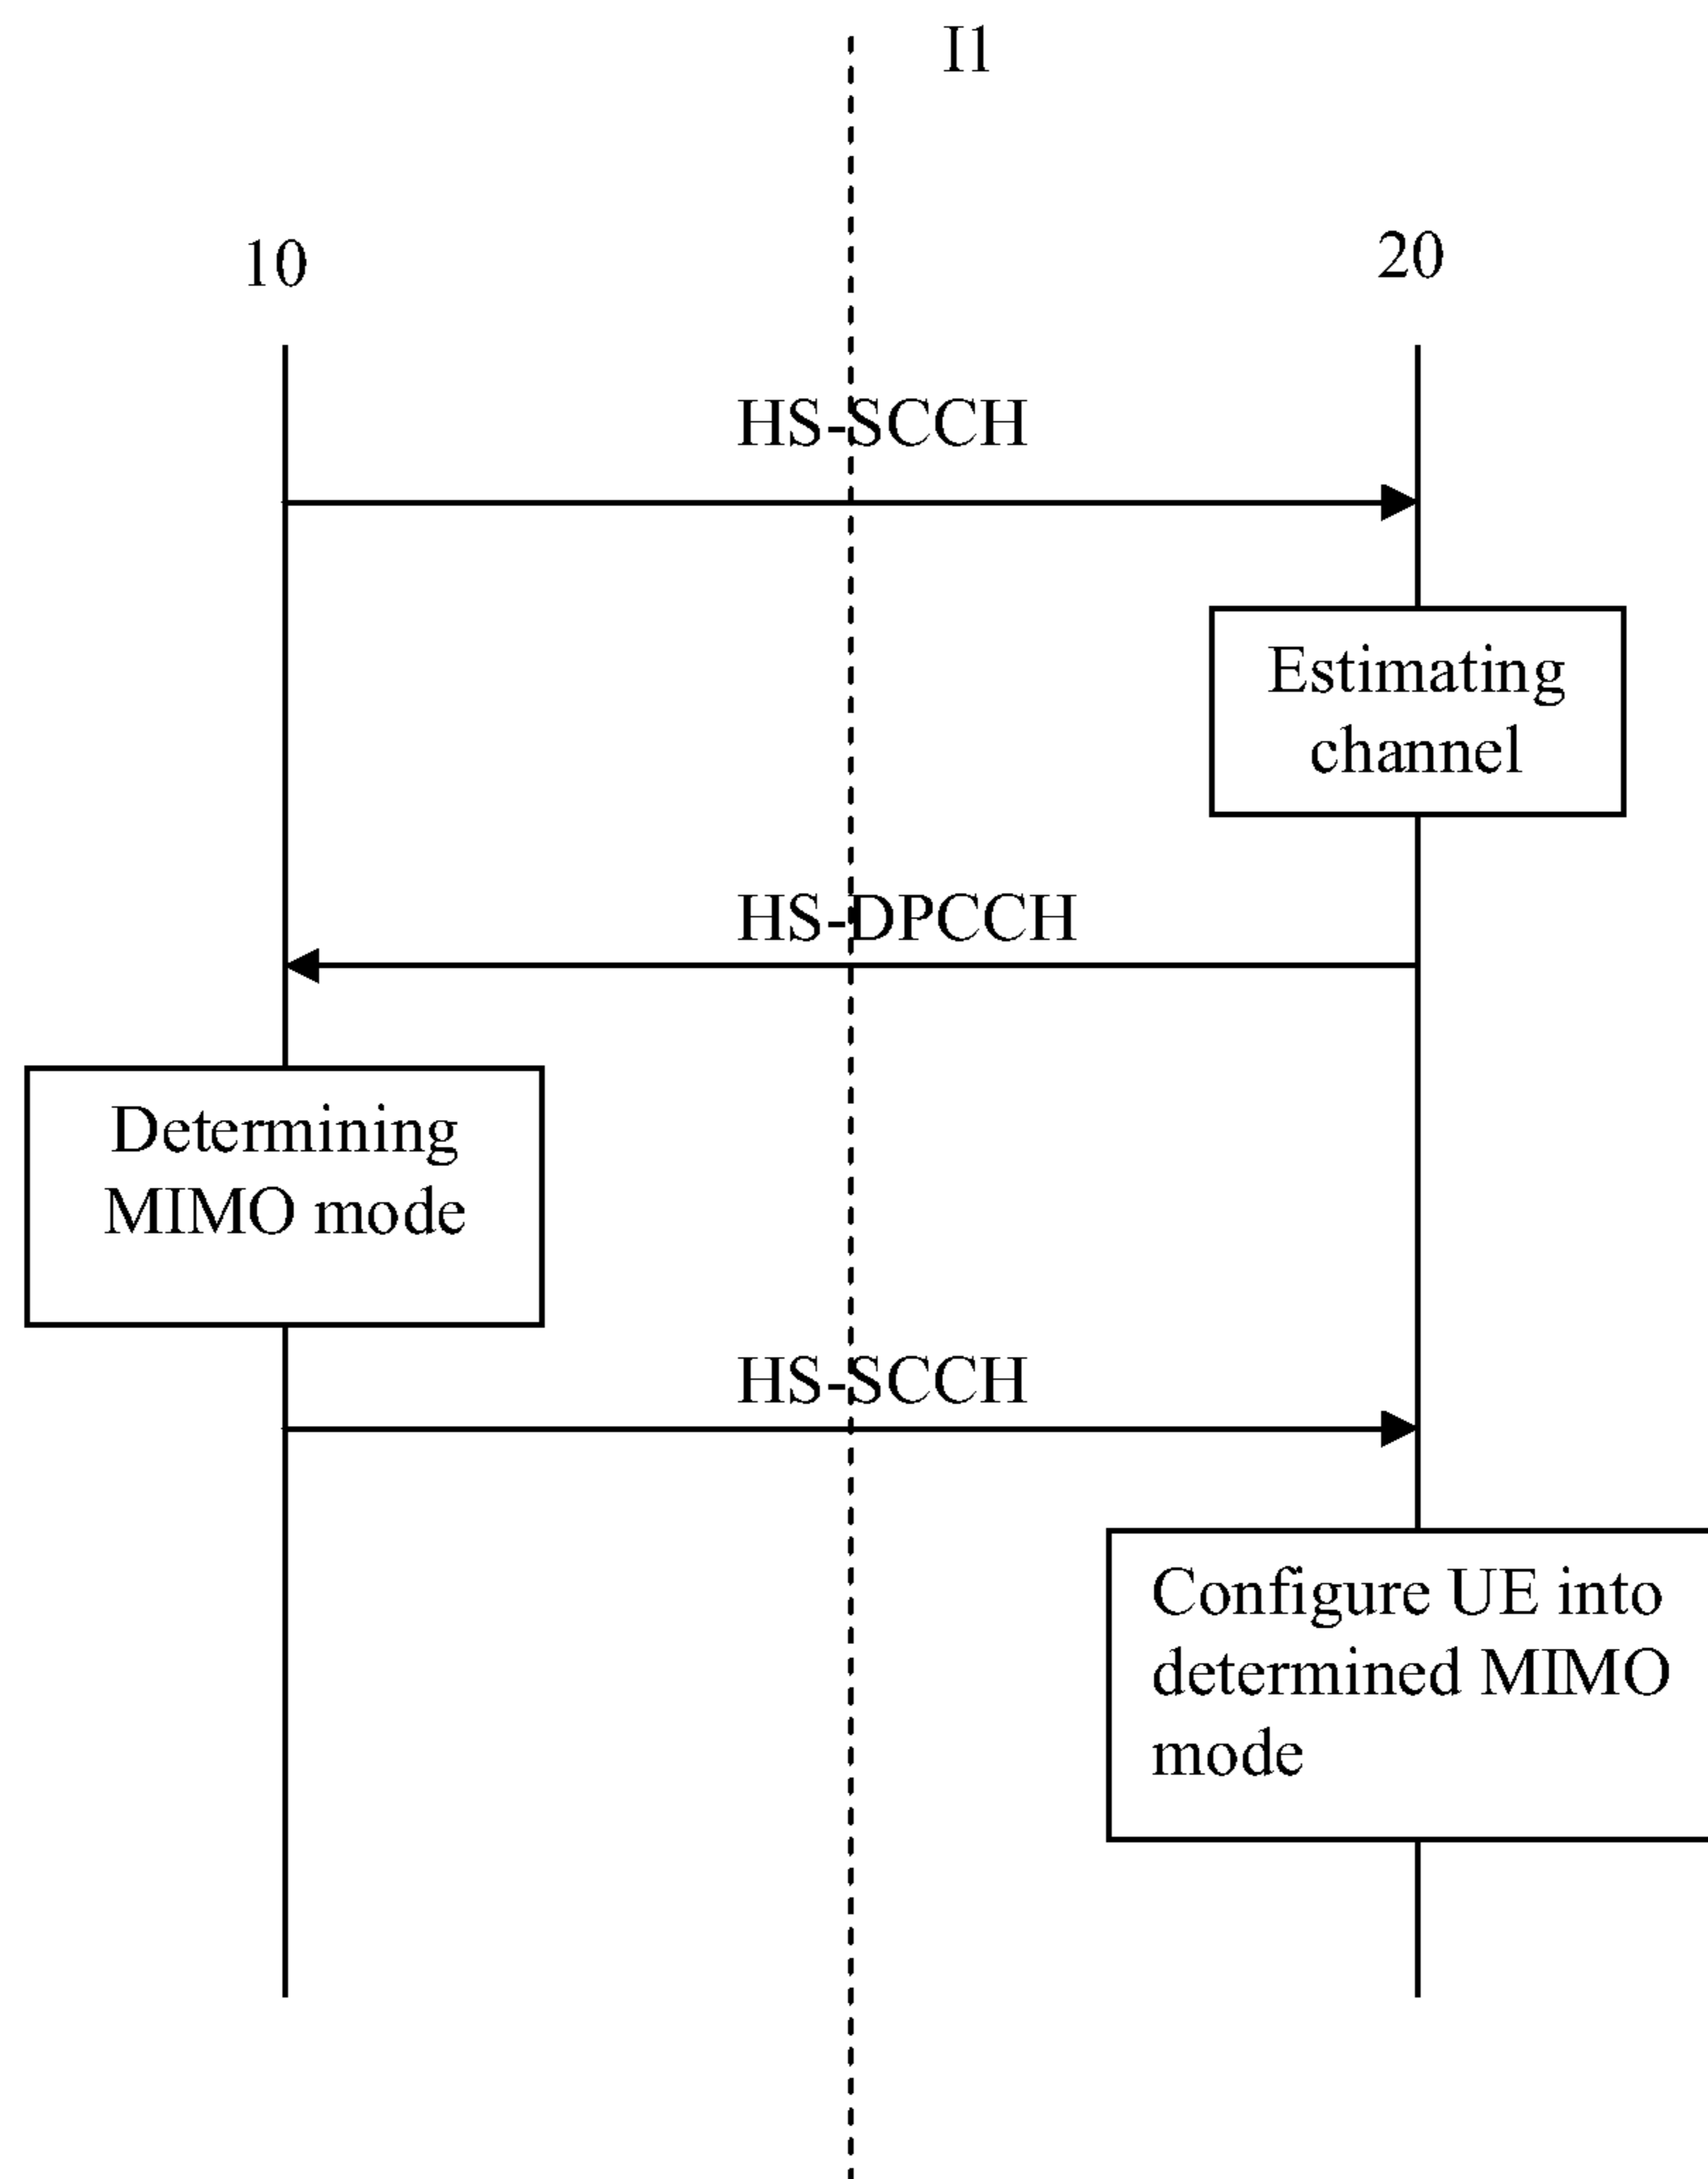 I1
10
20
HS-SCCH
Estimating
channel
HS-DPCCH
Determining
MIMO mode
HS-SCCH
Configure UE into
determined MIMO
mode